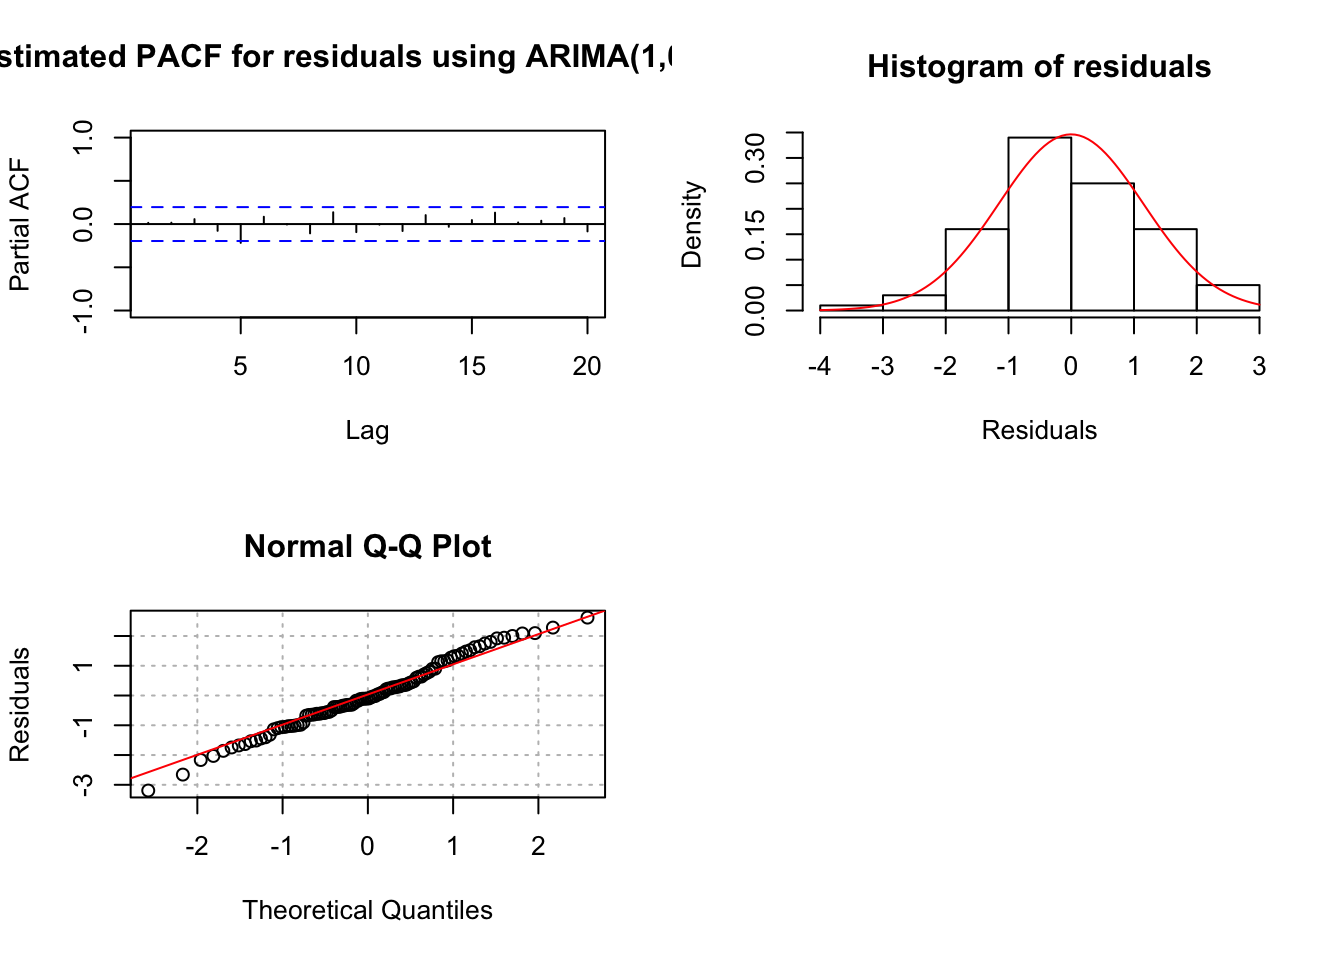 stimated PACF for residuals using ARIMA(1,
Partial ACF
1.0
0.0
-1.0
5 10 15 20
Lag
Histogram of residuals
Density
0.30
0.15
0.00
-4 -3 -2 -1 0 1 2 3
Residuals
Normal Q-Q Plot
Residuals
1
-1
-3
-2 -1 0 1 2
Theoretical Quantiles